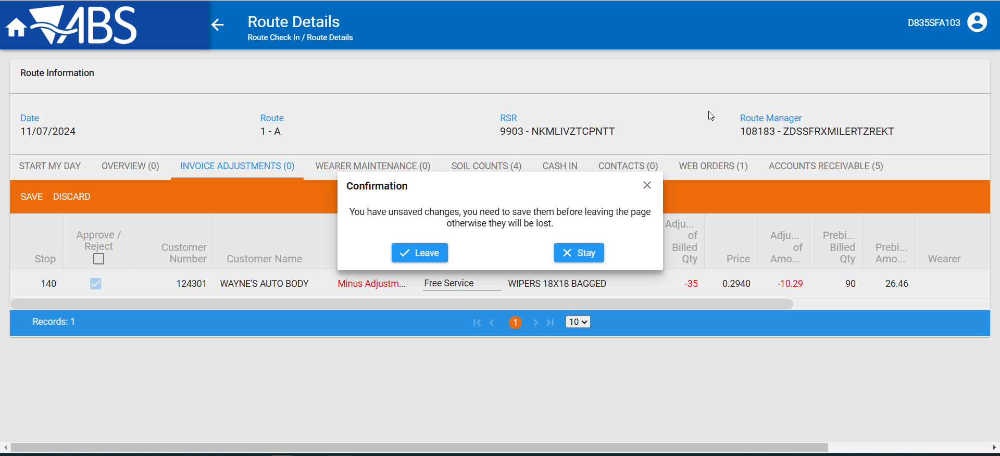 ABS
Route Details
Route Check In / Route Details
D835SFA103
Route Information
Date
11/07/2024
Route
1 - A
RSR
9903 - NKMLIVZTCPNTT
Route Manager
108183 - ZDSSFRXMILERTZREKT
START MY DAY
OVERVIEW (0)
INVOICE ADJUSTMENTS (0)
WEARER MAINTENANCE (0)
SOIL COUNTS (4)
CASH IN
CONTACTS (0)
WEB ORDERS (1)
ACCOUNTS RECEIVABLE (5)
SAVE
DISCARD
Confirmation
You have unsaved changes, you need to save them before leaving the page
otherwise they will be lost.
Leave
Stay
Stop
Approve /
Reject
Customer
Number
Customer Name
Adju...
of
Billed
Qty
Price
Adju...
of
Amo...
Prebi...
Billed
Qty
Prebi...
Amo...
Wearer
140
124301
WAYNE'S AUTO BODY
Minus Adjustm...
Free Service
WIPERS 18X18 BAGGED
-35
0.2940
-10.29
90
26.46
Records: 1
1
10